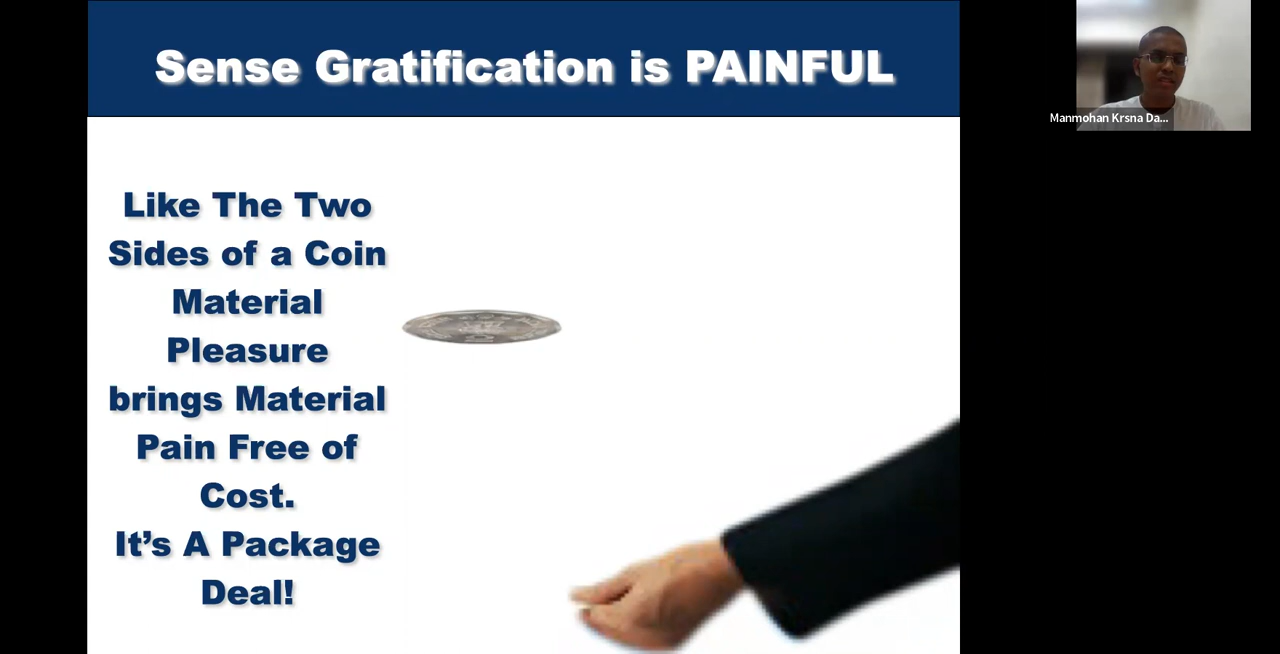 Sense Gratification is PAINFUL
Like The Two
Sides of a Coin
Material
Pleasure
brings Material
Pain Free of
Cost.
It’s A Package
Deal!
Manmohan Krsna Da...